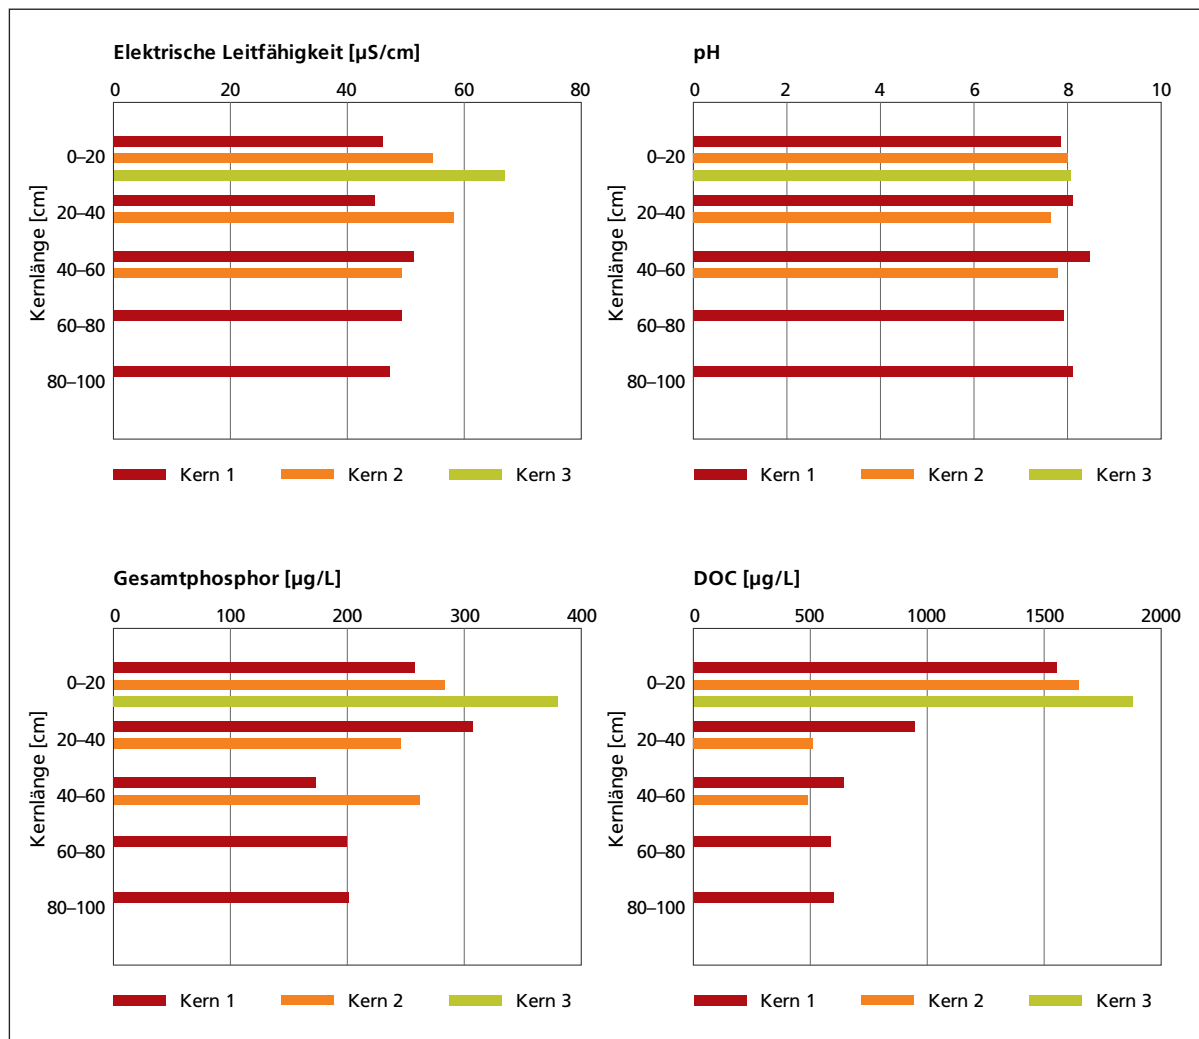 Elektrische Leitfähigkeit [µS/cm]
0 20 40 60 80
Kernlänge [cm]
0–20
20–40
40–60
60–80
80–100
Kern 1 Kern 2 Kern 3
pH
0 2 4 6 8 10
Kernlänge [cm]
0–20
20–40
40–60
60–80
80–100
Kern 1 Kern 2 Kern 3
Gesamtphosphor [µg/L]
0 100 200 300 400
Kernlänge [cm]
0–20
20–40
40–60
60–80
80–100
Kern 1 Kern 2 Kern 3
DOC [µg/L]
0 500 1000 1500 2000
Kernlänge [cm]
0–20
20–40
40–60
60–80
80–100
Kern 1 Kern 2 Kern 3